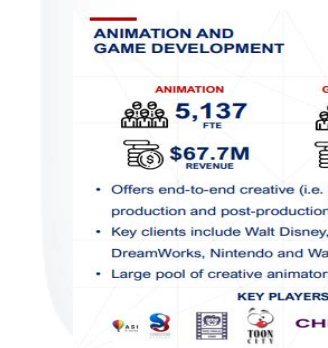 ANIMATION AND
GAME DEVELOPMENT
ANIMATION
5,137
FTE
$67.7M
REVENUE
• Offers end-to-end creative (i.e.
production and post-production
• Key clients include Walt Disney,
DreamWorks, Nintendo and Wa
• Large pool of creative animator
KEY PLAYERS
ASI
TOON
CITY
CH